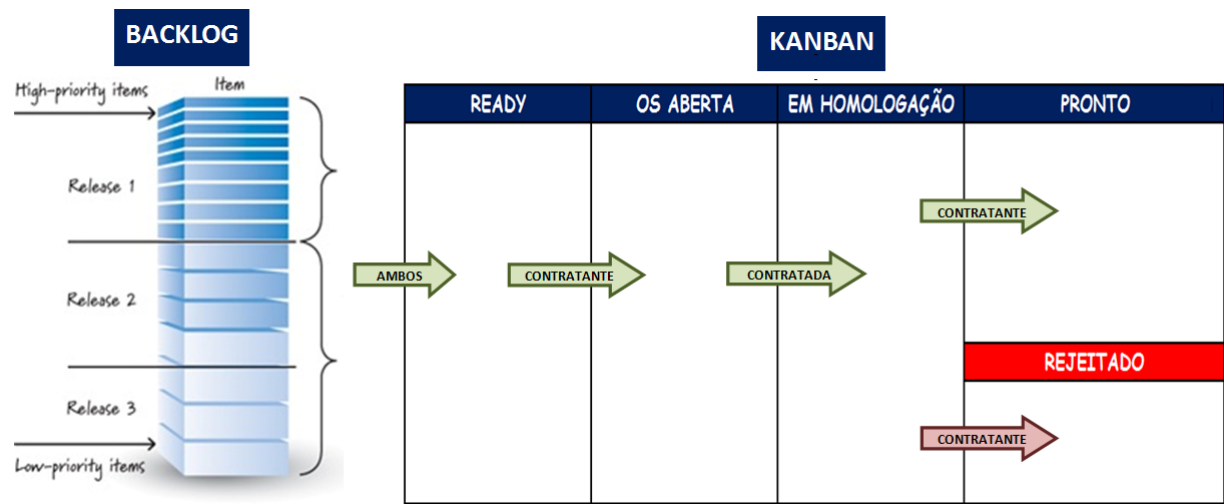 BACKLOG
KANBAN
High-priority items
Item
Release 1
Release 2
Release 3
Low-priority items
READY
OS ABERTA
EM HOMOLOGAÇÃO
PRONTO
CONTRATANTE
AMBOS
CONTRATANTE
CONTRATADA
REJEITADO
CONTRATANTE